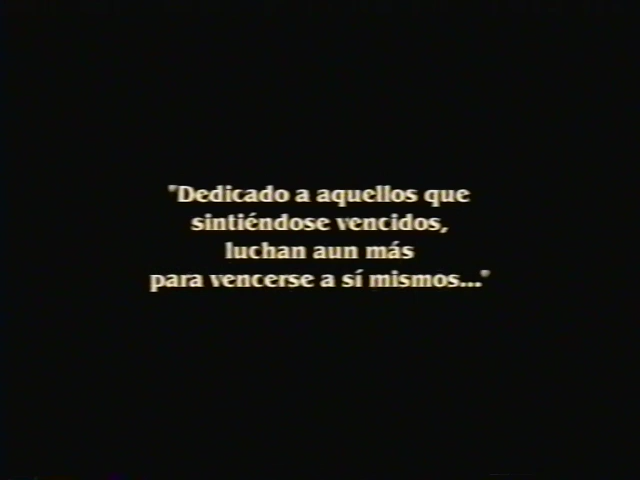 "Dedicado a aquellos que
sintiéndose vencidos,
luchan aun más
para vencerse a sí mismos..."